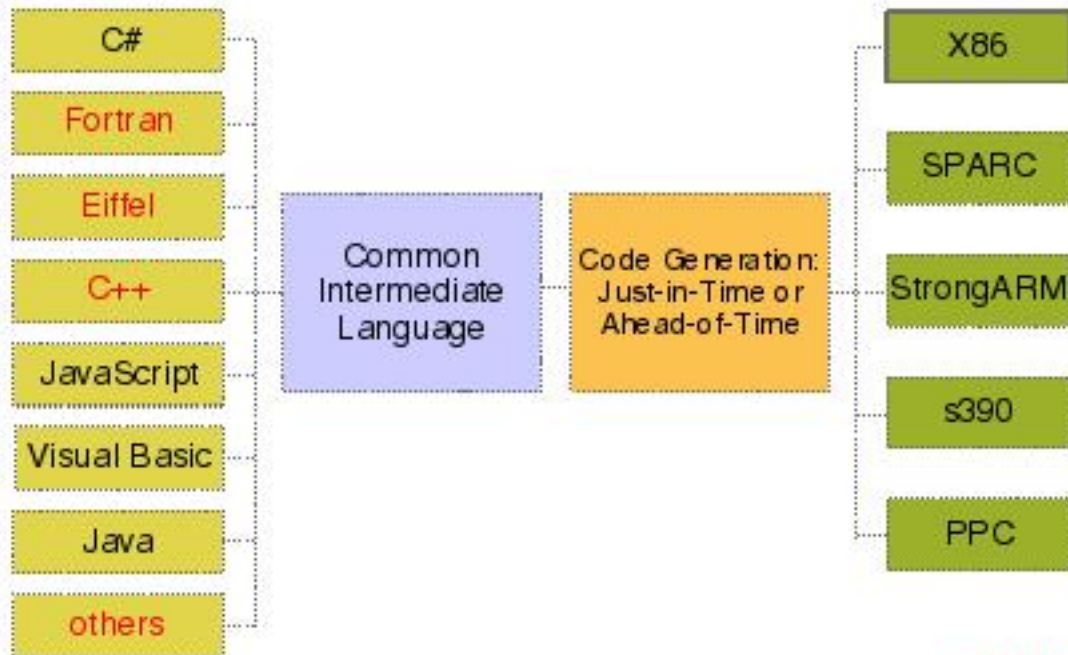 C#
Fortran
Eiffel
C++
JavaScript
Visual Basic
Java
others
Common
Intermediate
Language
Code Generation:
Just-in-Time or
Ahead-of-Time
X86
SPARC
StrongARM
s390
PPC